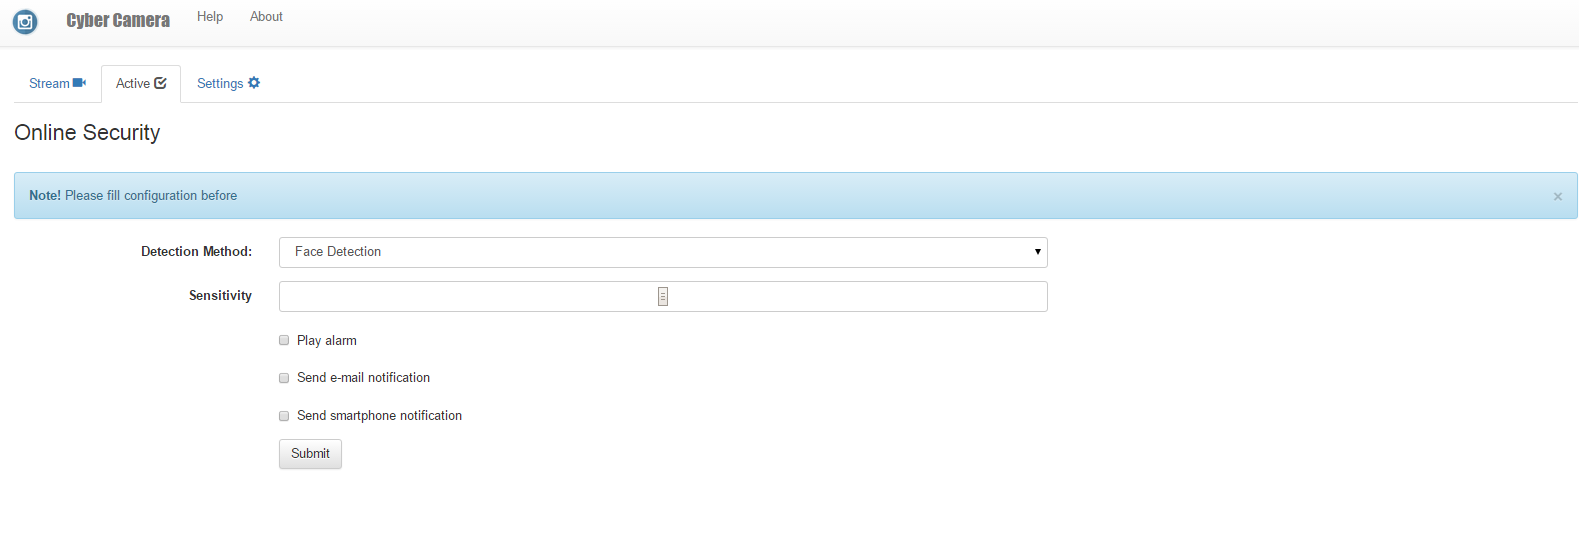 Cyber Camera Help About
Stream Active Settings
Online Security
Note! Please fill configuration before ×
Detection Method: Face Detection
Sensitivity
Play alarm
Send e-mail notification
Send smartphone notification
Submit